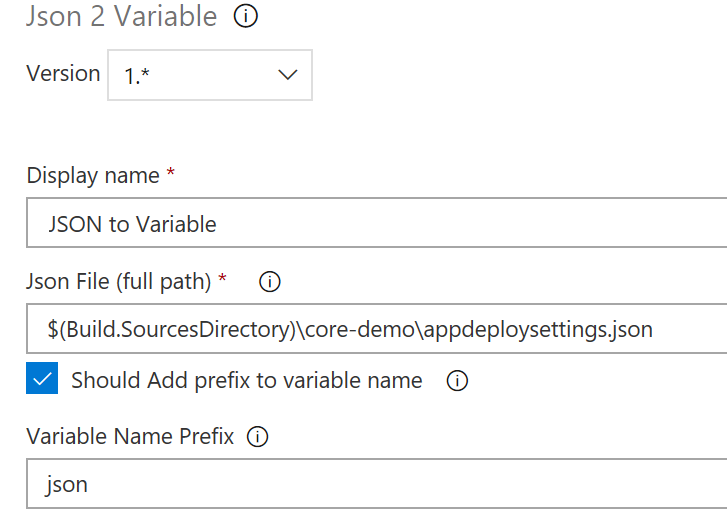 Json 2 Variable
Version 1.*
Display name *
JSON to Variable
Json File (full path) *
$(Build.SourcesDirectory)\core-demo\appdeploysettings.json
Should Add prefix to variable name
Variable Name Prefix
json